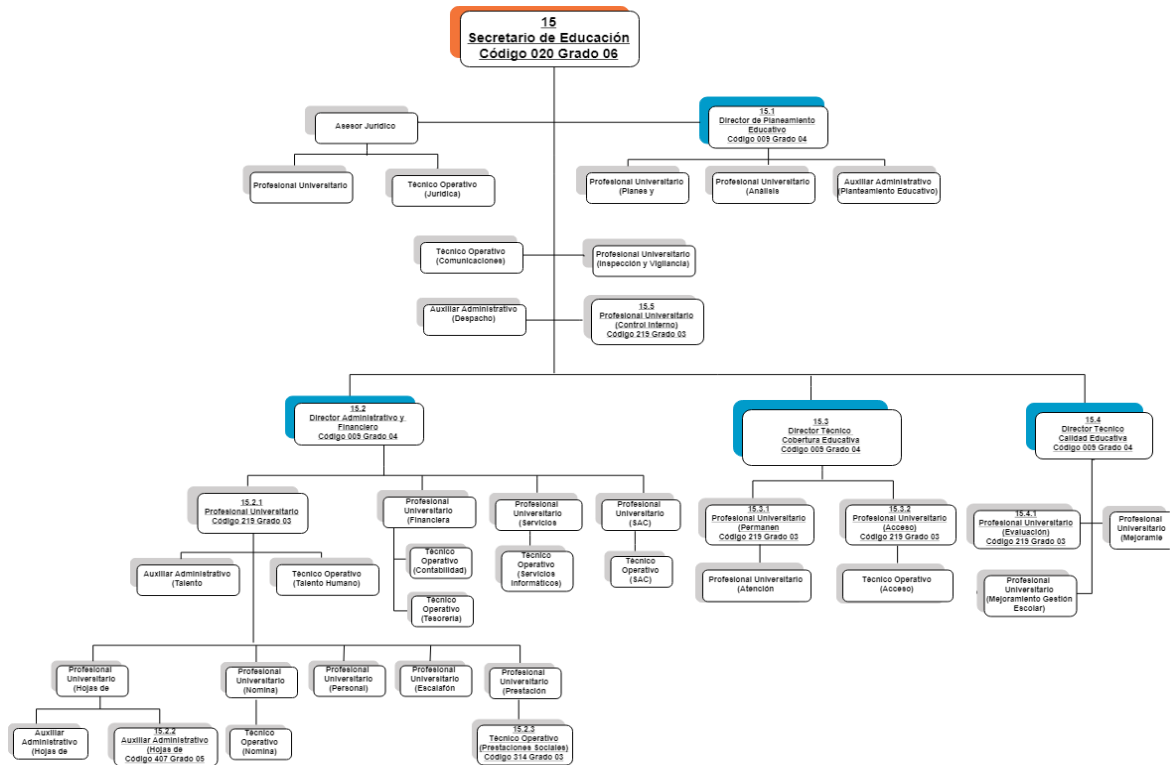 15
Secretario de Educación
Código 020 Grado 06
Asesor Jurídico
15.1
Director de Planeamiento
Educativo
Código 009 Grado 04
Profesional Universitario
Técnico Operativo
(Jurídica)
Profesional Universitario
(Planes y
Profesional Universitario
(Análisis
Auxiliar Administrativo
(Planteamiento Educativo)
Técnico Operativo
(Comunicaciones)
Profesional Universitario
(Inspección y Vigilancia)
Auxiliar Administrativo
(Despacho)
15.5
Profesional Universitario
(Control Interno)
Código 219 Grado 03
15.2
Director Administrativo y
Financiero
Código 009 Grado 04
15.3
Director Técnico
Cobertura Educativa
Código 009 Grado 04
15.4
Director Técnico
Calidad Educativa
Código 009 Grado 04
15.2.1
Profesional Universitario
Código 219 Grado 03
Profesional
Universitario
(Financiera
Profesional
Universitario
(Servicios
Profesional
Universitario
(SAC)
15.3.1
Profesional Universitario
(Permanen
Código 219 Grado 03
15.3.2
Profesional Universitario
(Acceso)
Código 219 Grado 03
15.4.1
Profesional Universitario
(Evaluación)
Código 219 Grado 03
Profesional
Universitario
(Mejoramie
Auxiliar Administrativo
(Talento
Técnico Operativo
(Talento Humano)
Técnico
Operativo
(Contabilidad)
Técnico
Operativo
(Servicios
Informaticos)
Técnico
Operativo
(SAC)
Profesional Universitario
(Atención
Técnico Operativo
(Acceso)
Profesional
Universitario
(Mejoramiento Gestión
Escolar)
Técnico
Operativo
(Tesorería)
Profesional
Universitario
(Hojas de
Profesional
Universitario
(Nomina)
Profesional
Universitario
(Personal)
Profesional
Universitario
(Escalafón
Profesional
Universitario
(Prestación
Auxiliar
Administrativo
(Hojas de
15.2.2
Auxiliar Administrativo
(Hojas de
Código 407 Grado 05
Técnico
Operativo
(Nomina)
15.2.3
Técnico Operativo
(Prestaciones Sociales)
Código 314 Grado 03